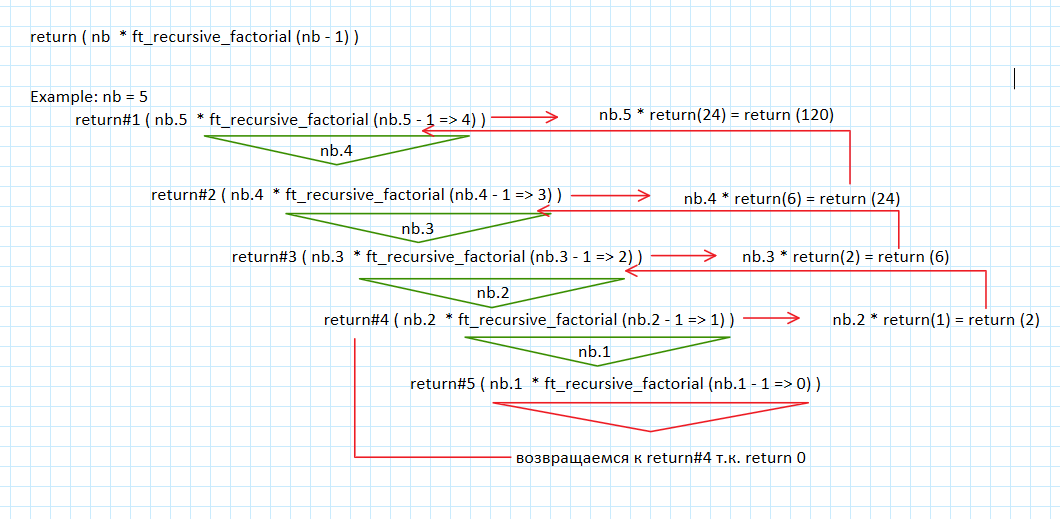 return ( nb  * ft_recursive_factorial (nb - 1) )
Example: nb = 5
return#1 ( nb.5  * ft_recursive_factorial (nb.5 - 1 => 4) ) nb.5 * return(24) = return (120)
nb.4
return#2 ( nb.4  * ft_recursive_factorial (nb.4 - 1 => 3) ) nb.4 * return(6) = return (24)
nb.3
return#3 ( nb.3  * ft_recursive_factorial (nb.3 - 1 => 2) ) nb.3 * return(2) = return (6)
nb.2
return#4 ( nb.2  * ft_recursive_factorial (nb.2 - 1 => 1) ) nb.2 * return(1) = return (2)
nb.1
return#5 ( nb.1  * ft_recursive_factorial (nb.1 - 1 => 0) )
возвращаемся к return#4 т.к. return 0